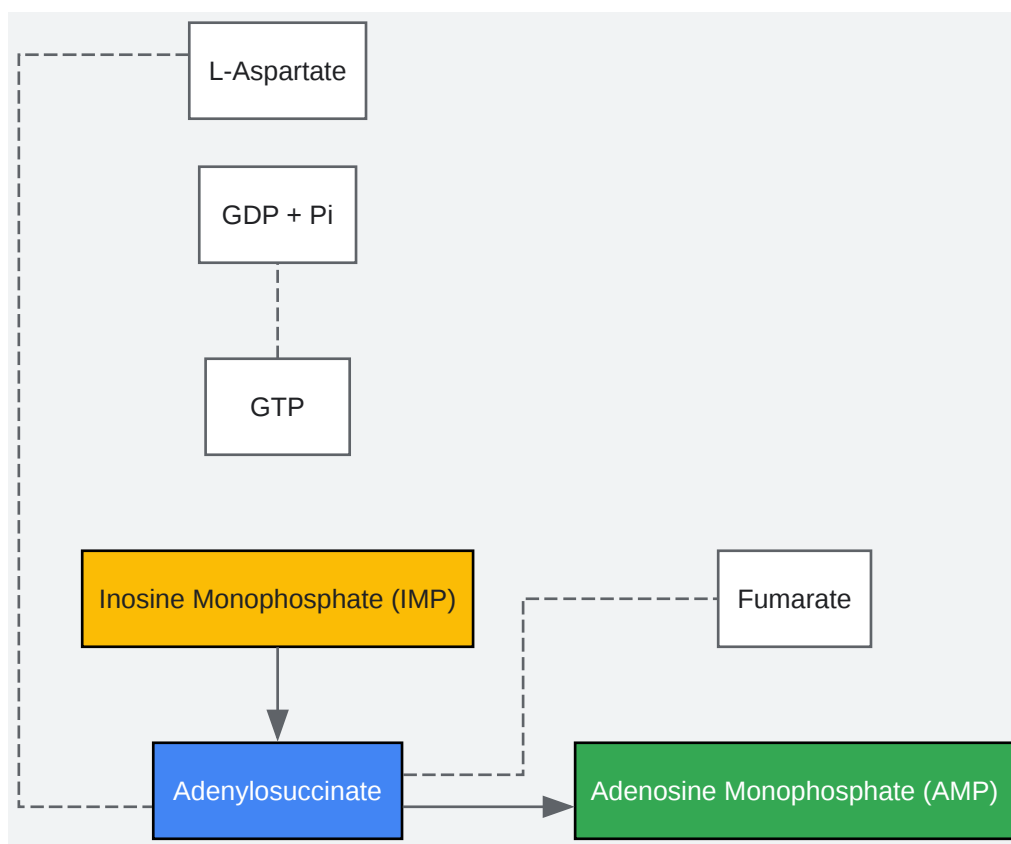 L-Aspartate
GDP + Pi
GTP
Inosine Monophosphate (IMP)
Fumarate
Adenylosuccinate
Adenosine Monophosphate (AMP)